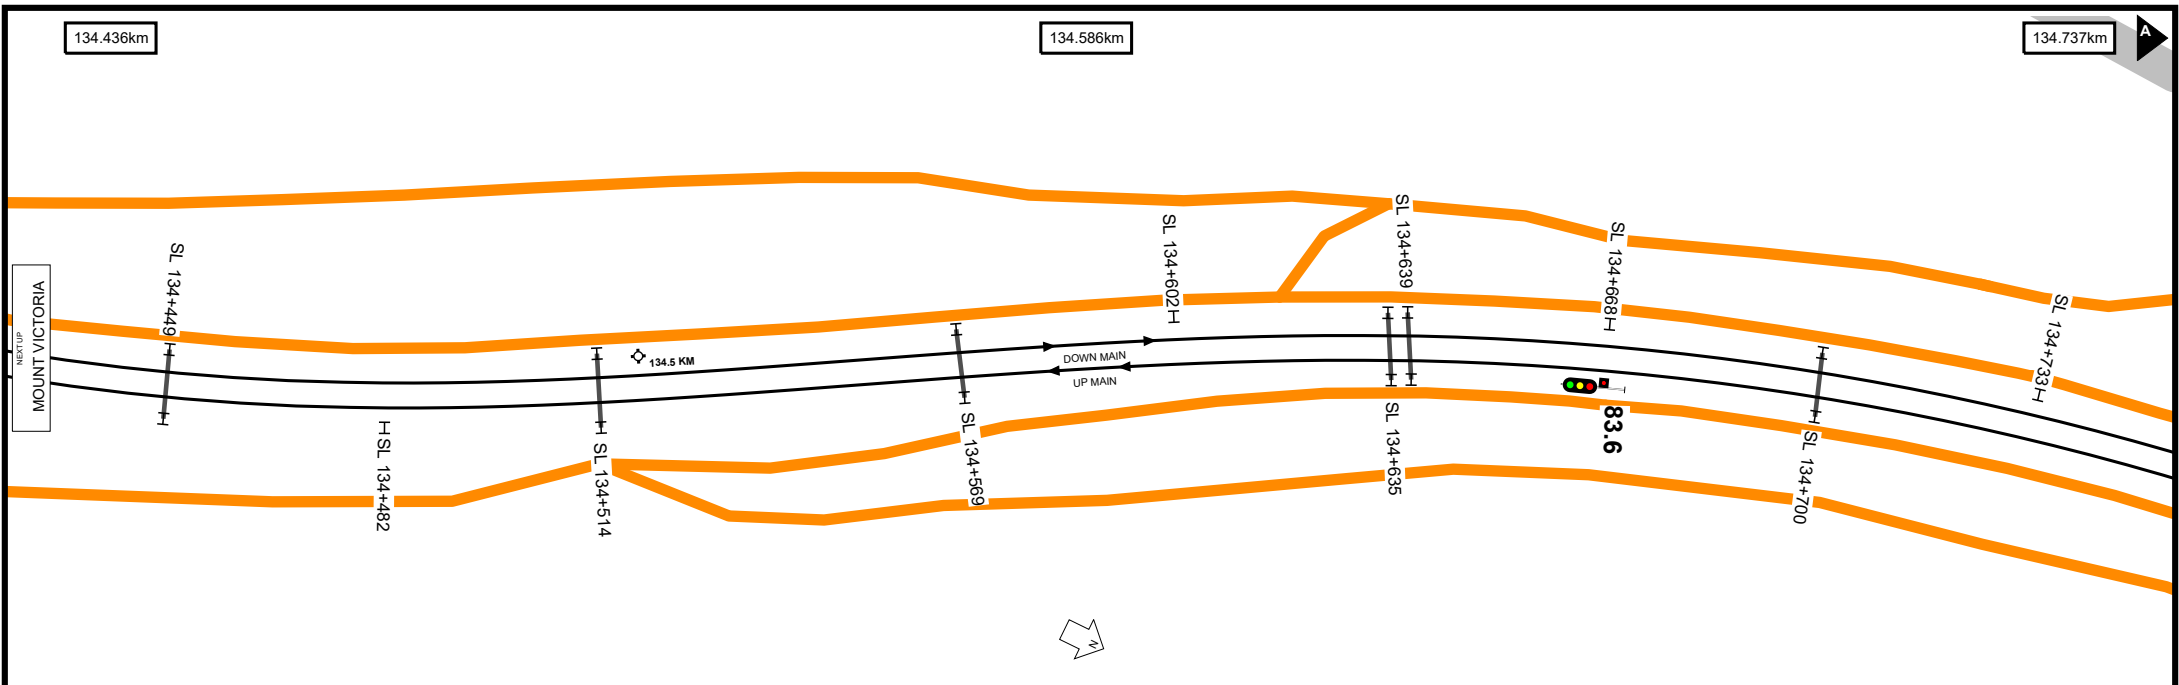 134.436km
134.586km
134.737km
A
SL 134+449
SL 134+602
SL 134+639
SL 134+668
SL 134+733
NEXT UP
MOUNT VICTORIA
134.5 KM
DOWN MAIN
UP MAIN
83.6
SL 134+482
SL 134+514
SL 134+569
SL 134+635
SL 134+700
N